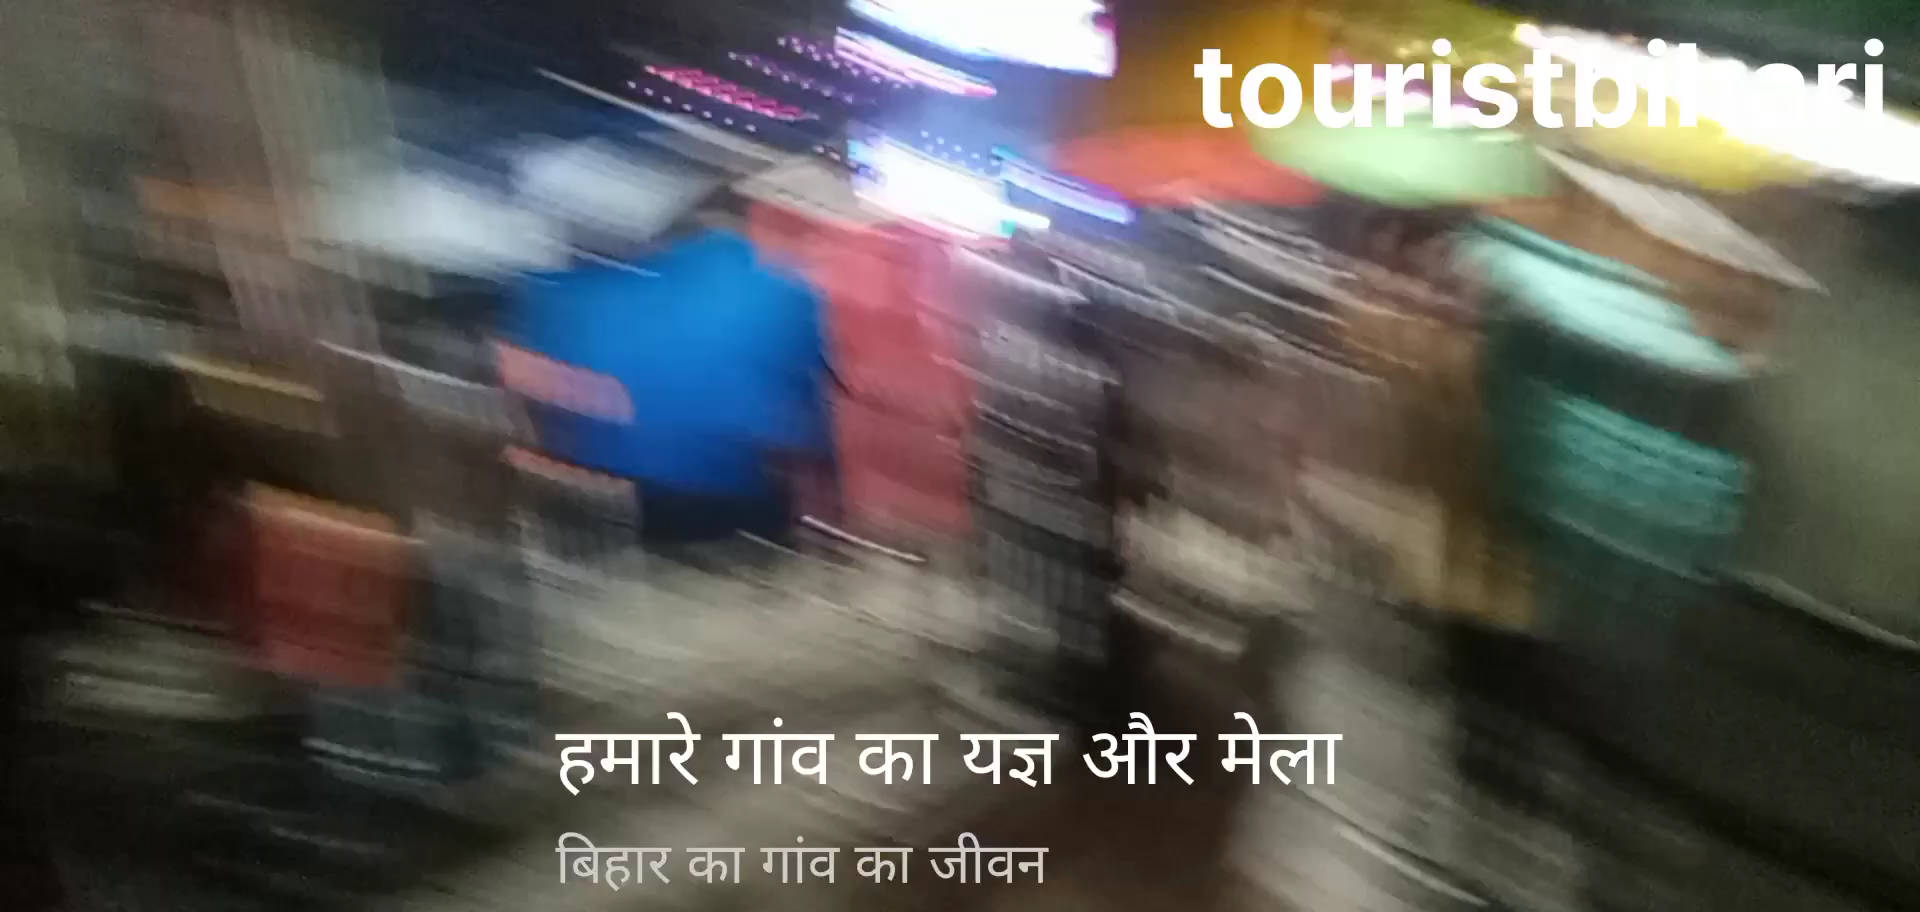 touristbihari
हमारे गांव का यज्ञ और मेला
बिहार का गांव का जीवन